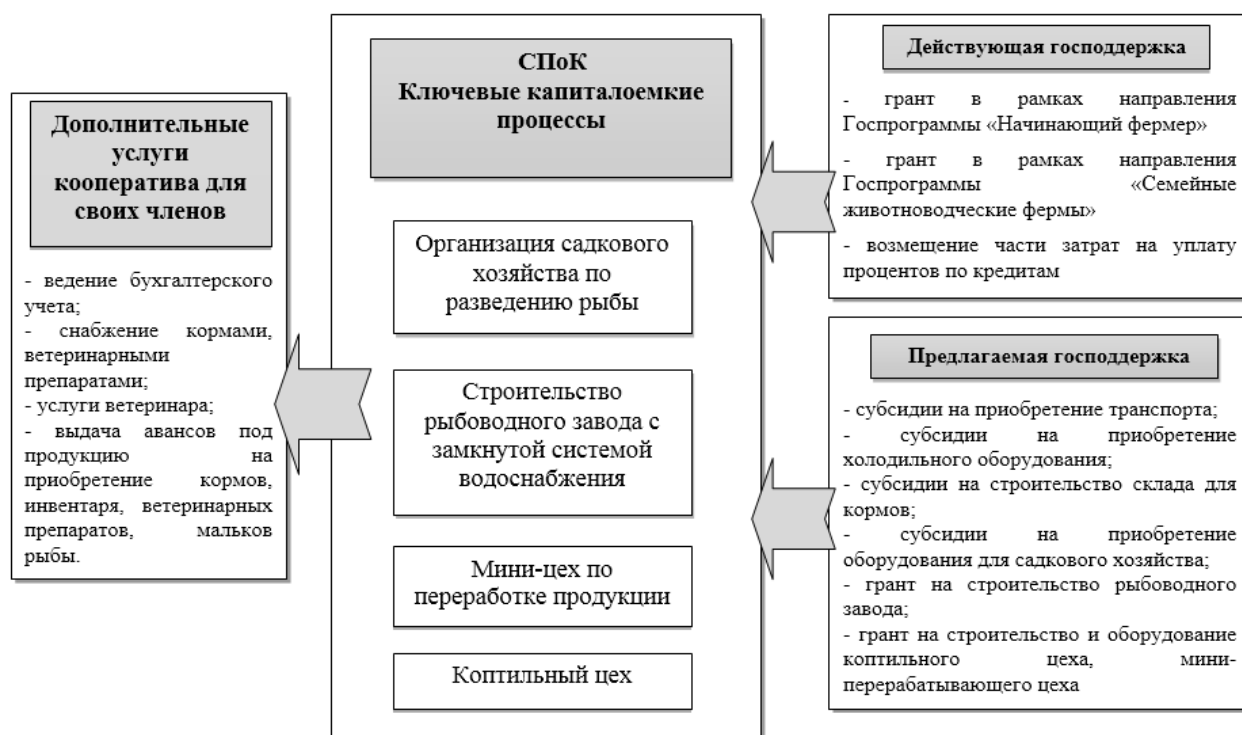 Дополнительные
услуги
кооператива для
своих членов
- ведение бухгалтерского
учета;
- снабжение кормами,
ветеринарными
препаратами;
- услуги ветеринара;
- выдача авансов под
продукцию на
приобретение кормов,
инвентаря, ветеринарных
препаратов, мальков
рыбы.
СПоК
Ключевые капиталоемкие
процессы
Организация садкового
хозяйства по
разведению рыбы
Строительство
рыбоводного завода с
замкнутой системой
водоснабжения
Мини-цех по
переработке продукции
Коптильный цех
Действующая господдержка
- грант в рамках направления
Госпрограммы «Начинающий фермер»
- грант в рамках направления
Госпрограммы «Семейные
животноводческие фермы»
- возмещение части затрат на уплату
процентов по кредитам
Предлагаемая господдержка
- субсидии на приобретение транспорта;
- субсидии на приобретение
холодильного оборудования;
- субсидии на строительство склада для
кормов;
- субсидии на приобретение
оборудования для садкового хозяйства;
- грант на строительство рыбоводного
завода;
- грант на строительство и оборудование
коптильного цеха, мини-
перерабатывающего цеха